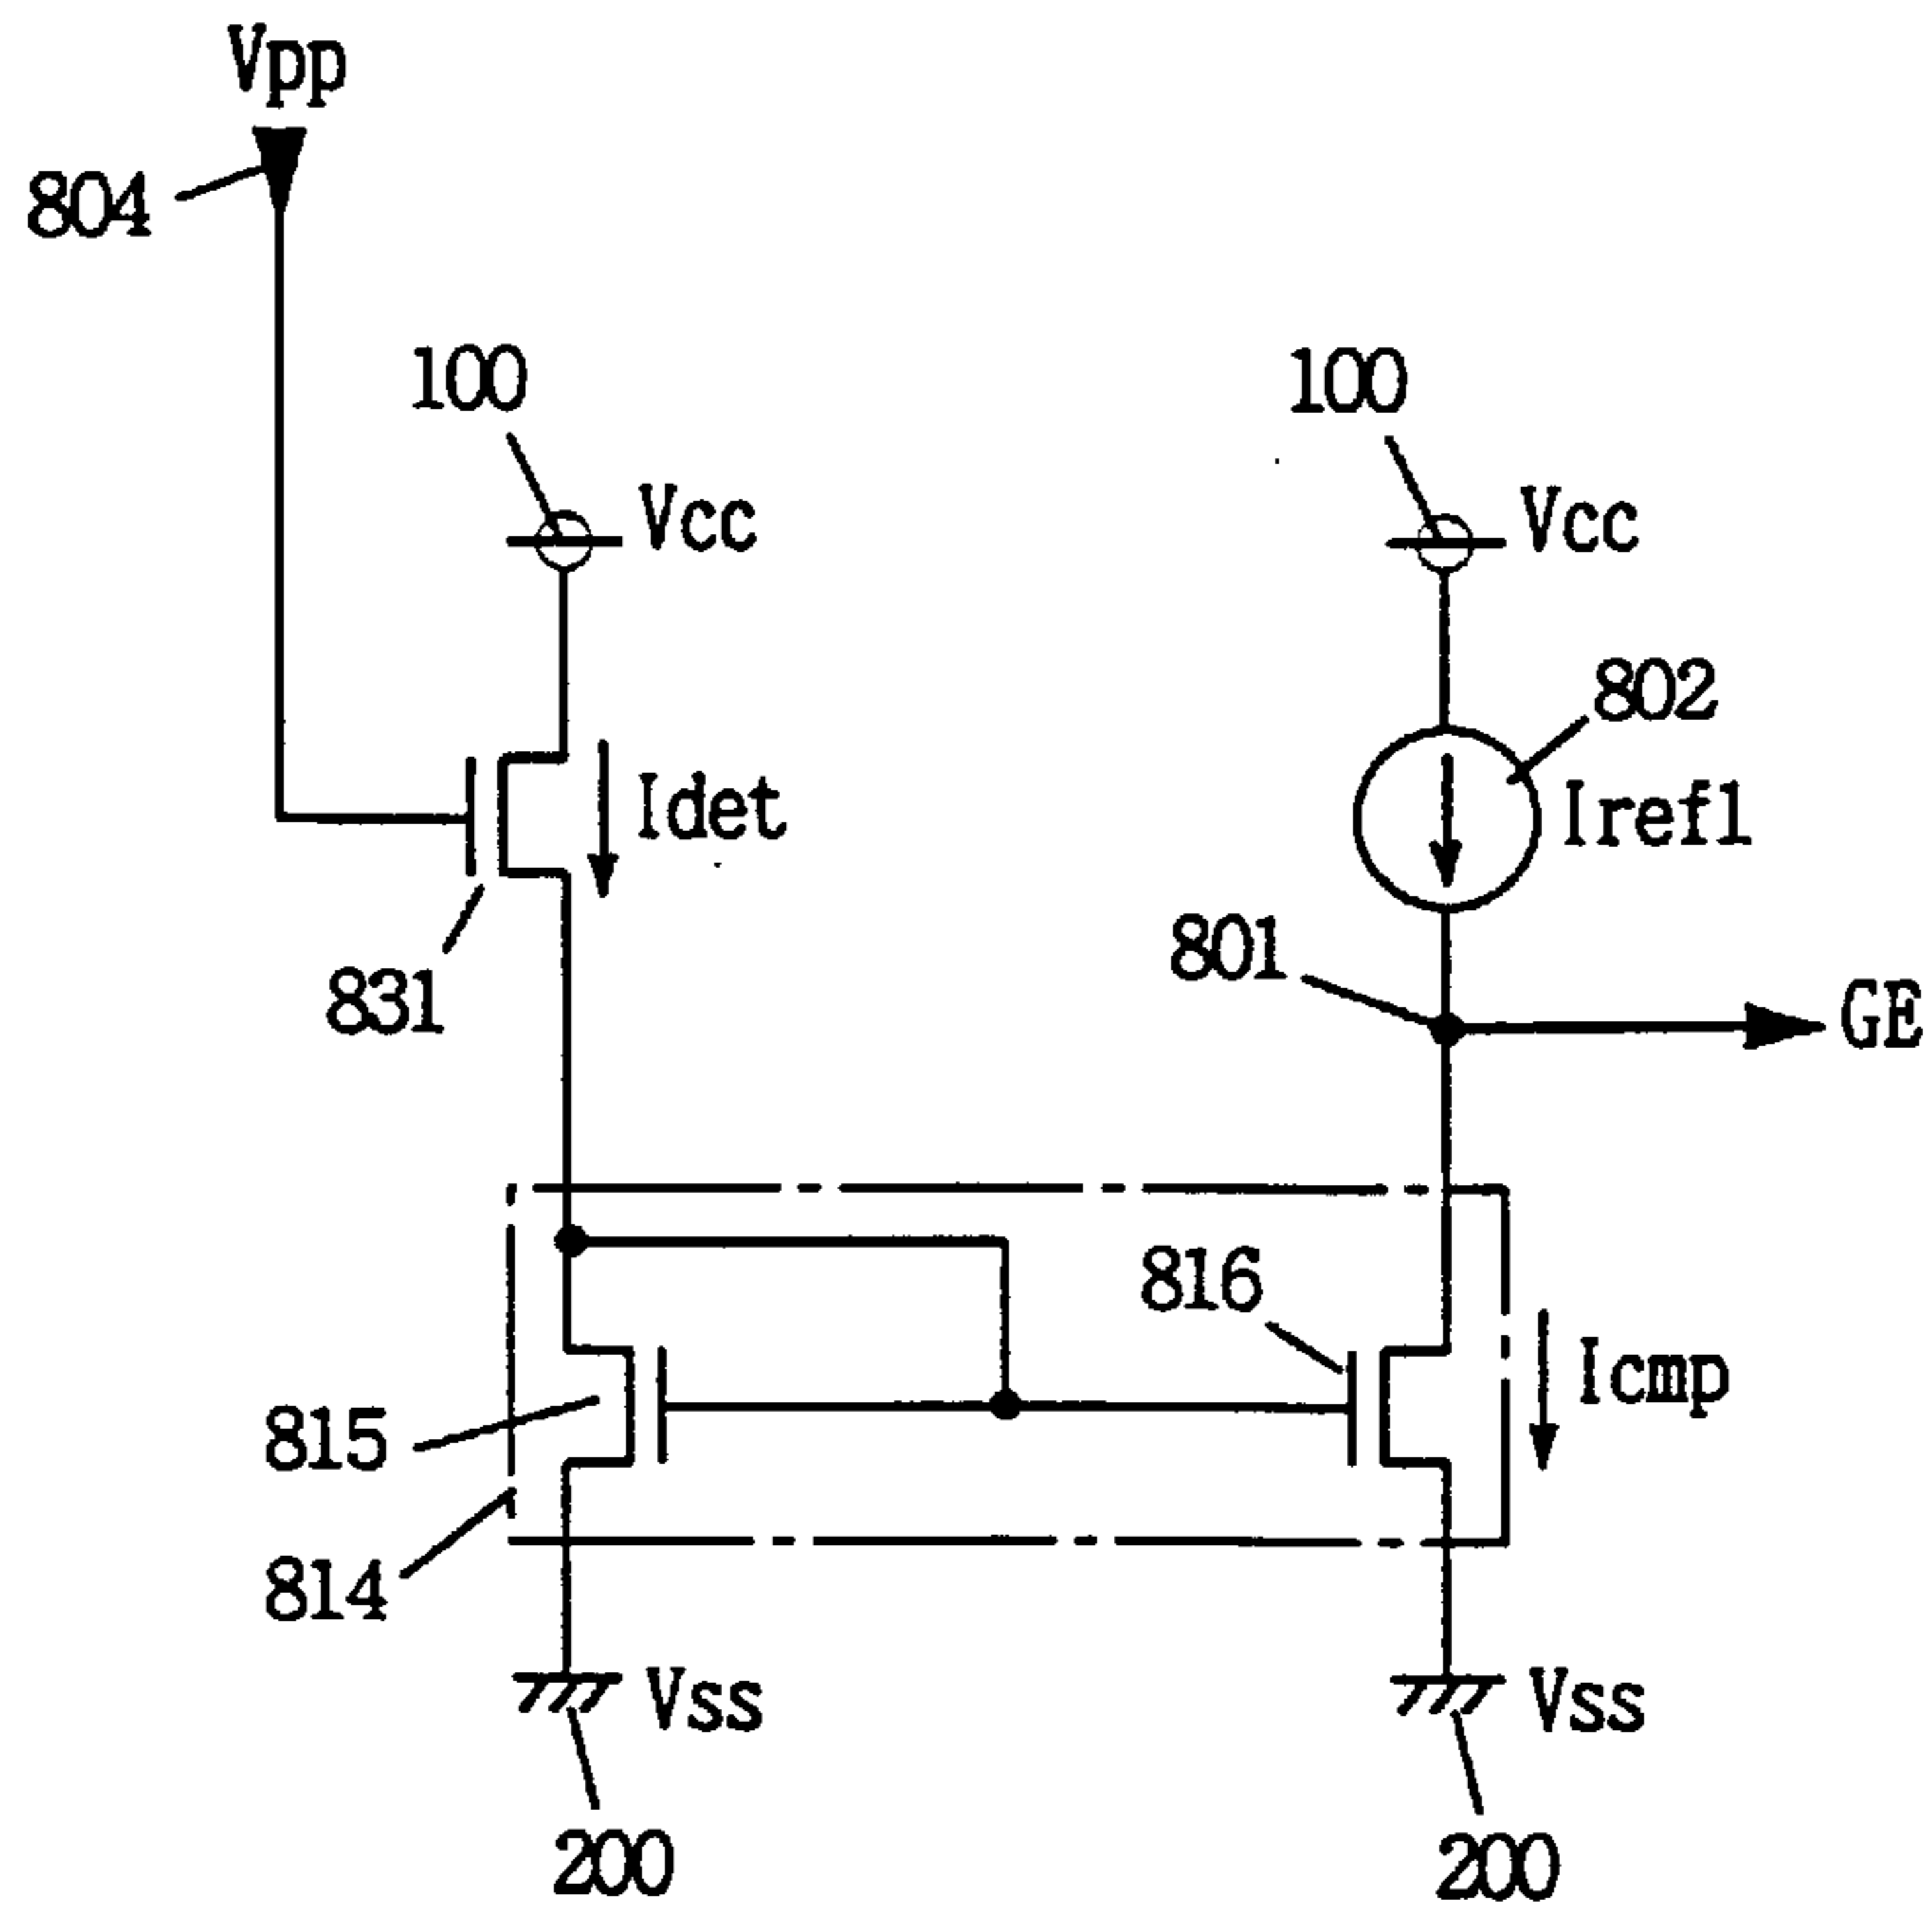 Vpp
804
100
100
Vcc
Vcc
802
Idet
Iref1
801
831
GE
816
Icmp
815
814
Vss
Vss
200
200